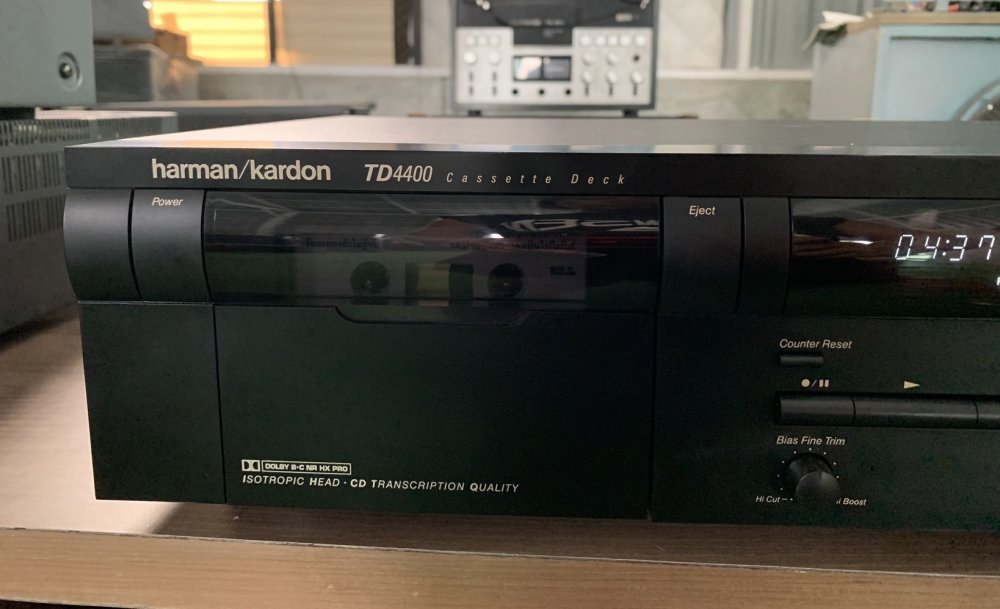 harman/kardon TD4400 Cassette Deck
Power
Eject
04:37
Counter Reset
●/▮▮ ▶
Bias Fine Trim
Hi Cut
i Boost
DOLBY B-C NR HX PRO
ISOTROPIC HEAD · CD TRANSCRIPTION QUALITY